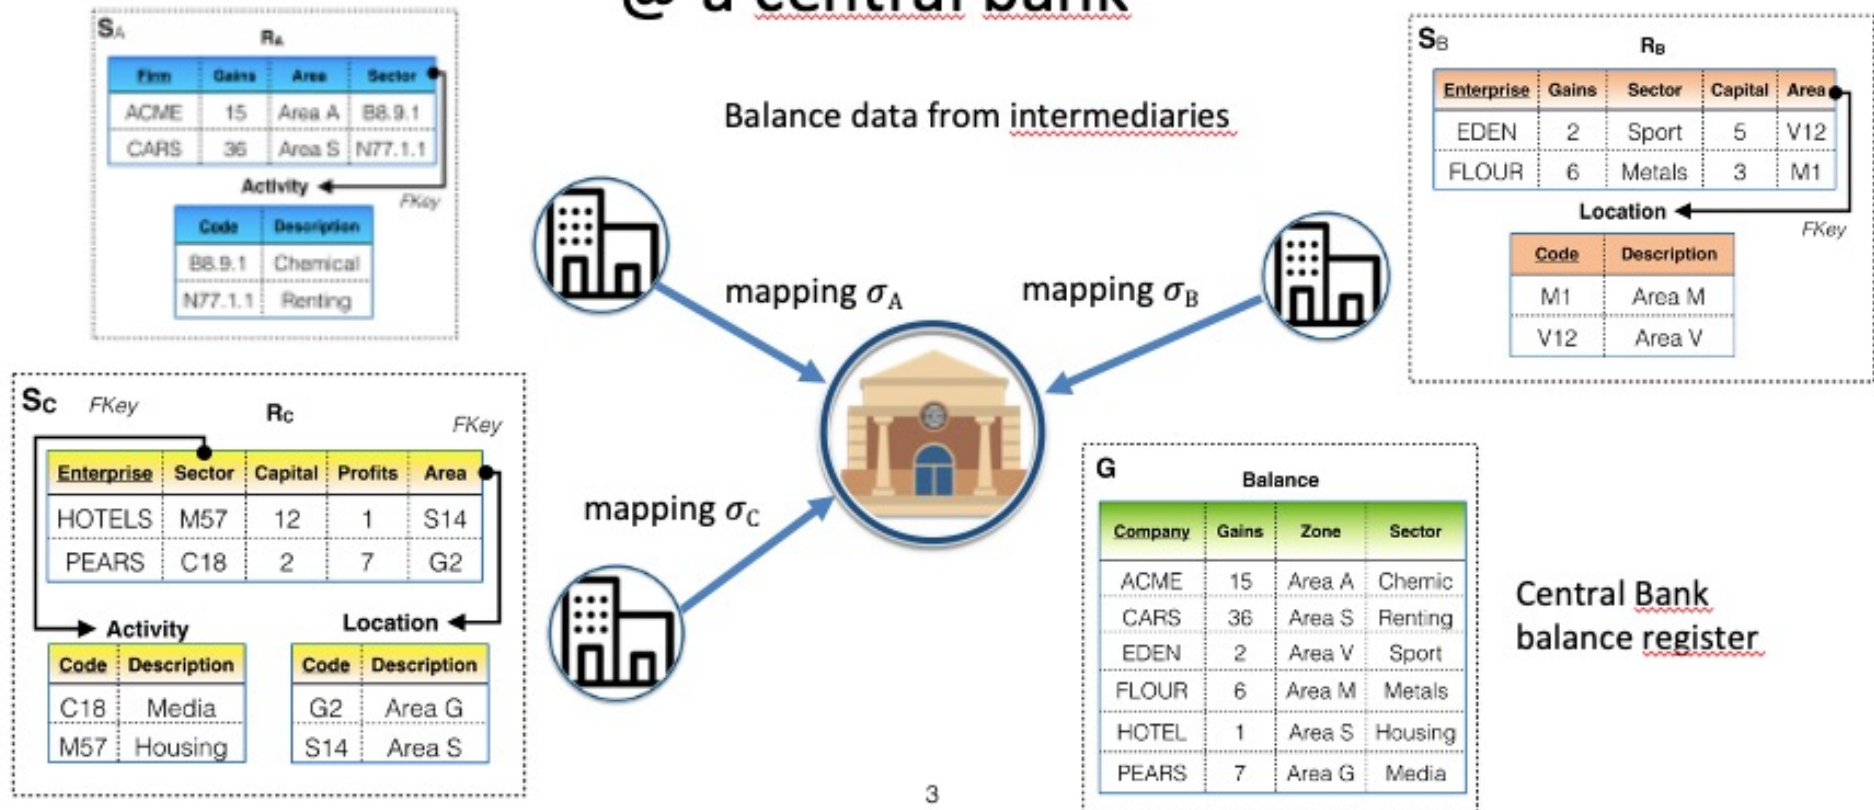 @ a central bank
SA
RA
Firm Gains Area Sector
ACME 15 Area A B8.9.1
CARS 36 Area S N77.1.1
Activity
FKey
Code Description
B8.9.1 Chemical
N77.1.1 Renting
Balance data from intermediaries
SB
RB
Enterprise Gains Sector Capital Area
EDEN 2 Sport 5 V12
FLOUR 6 Metals 3 M1
Location
FKey
Code Description
M1 Area M
V12 Area V
mapping σA
mapping σB
SC
FKey
RC
FKey
Enterprise Sector Capital Profits Area
HOTELS M57 12 1 S14
PEARS C18 2 7 G2
Activity
Code Description
C18 Media
M57 Housing
Location
Code Description
G2 Area G
S14 Area S
mapping σC
G
Balance
Company Gains Zone Sector
ACME 15 Area A Chemic
CARS 36 Area S Renting
EDEN 2 Area V Sport
FLOUR 6 Area M Metals
HOTEL 1 Area S Housing
PEARS 7 Area G Media
Central Bank
balance register
3